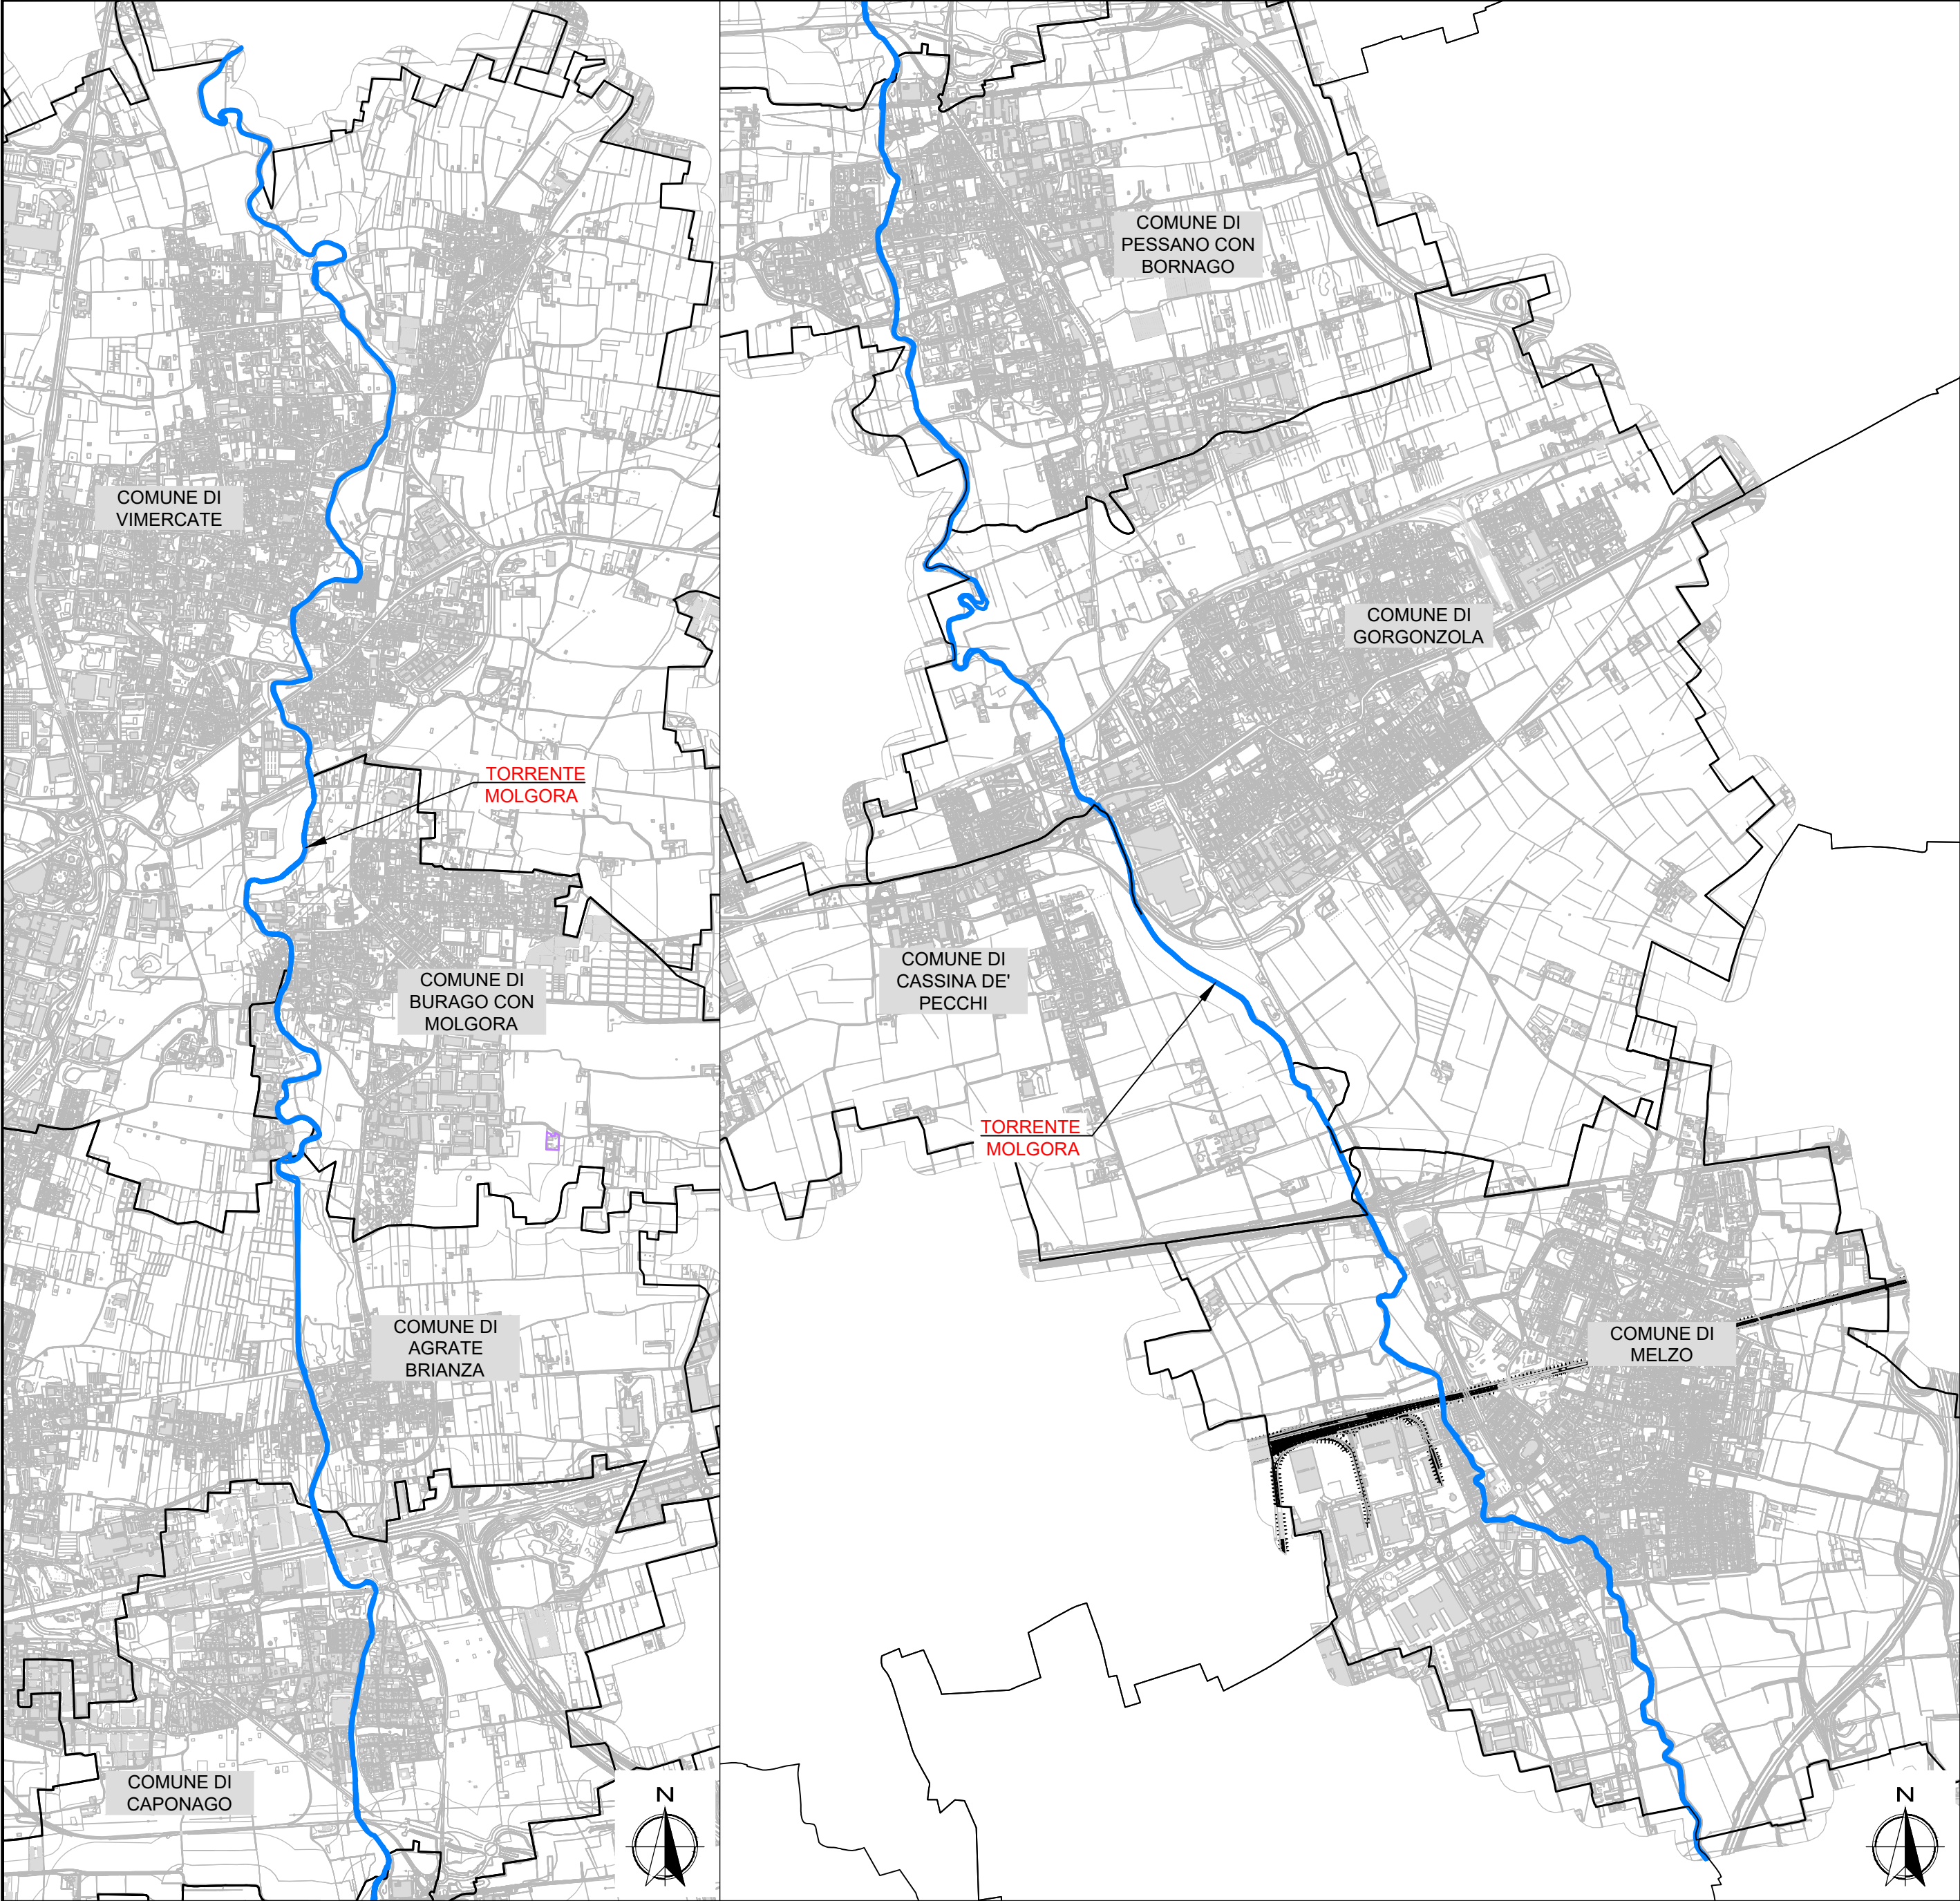 COMUNE DI
VIMERCATE
TORRENTE
MOLGORA
COMUNE DI
BURAGO CON
MOLGORA
COMUNE DI
AGRATE
BRIANZA
COMUNE DI
CAPONAGO
N
COMUNE DI
PESSANO CON
BORNAGO
COMUNE DI
GORGONZOLA
COMUNE DI
CASSINA DE'
PECCHI
TORRENTE
MOLGORA
COMUNE DI
MELZO
N